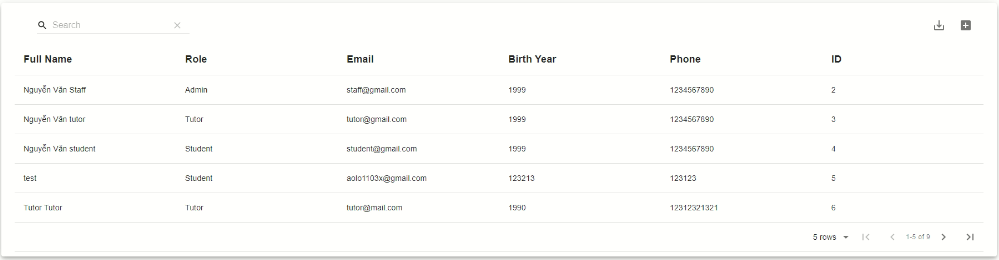 Search
Full Name Role Email Birth Year Phone ID
Nguyễn Văn Staff Admin staff@gmail.com 1999 1234567890 2
Nguyễn Văn tutor Tutor tutor@gmail.com 1999 1234567890 3
Nguyễn Văn student Student student@gmail.com 1999 1234567890 4
test Student aolo1103x@gmail.com 123213 123123 5
Tutor Tutor Tutor tutor@mail.com 1990 12312321321 6
5 rows 1-5 of 9